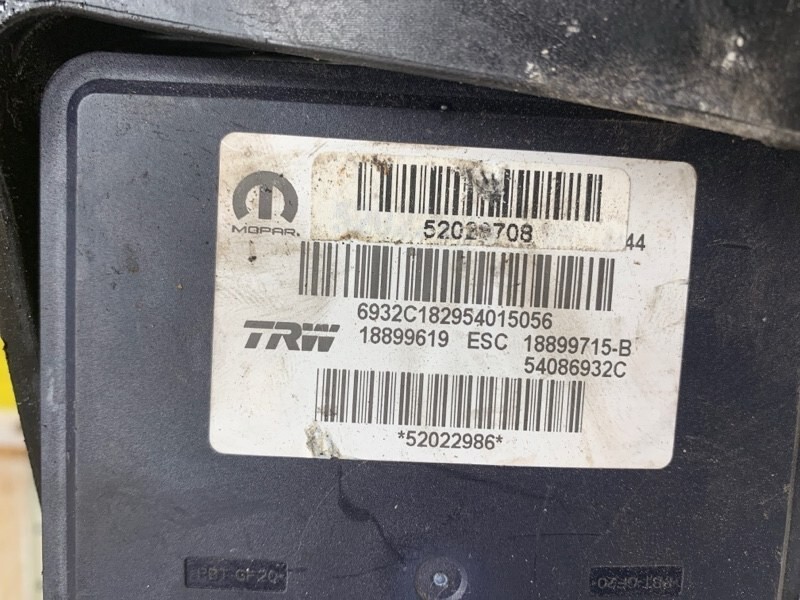 MOPAR
44
6932C182954015056
TRW
18899619 ESC 18899715-B
54086932C
*52022986*
PBT-GF20